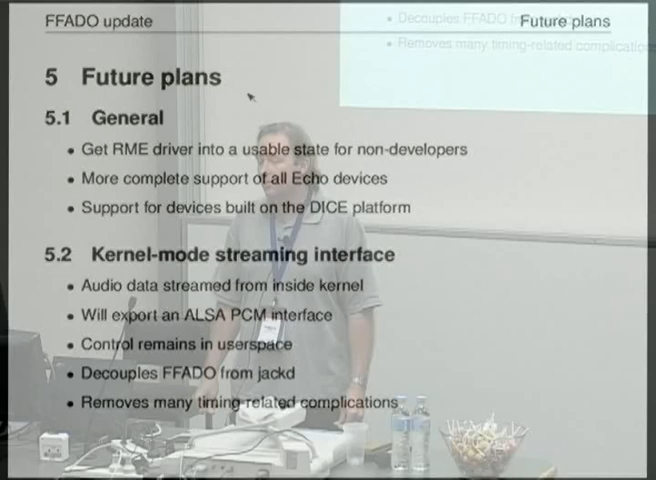 FFADO update
Future plans
• Decouples FFADO
• Removes many timing-related complications
5 Future plans
5.1 General
• Get RME driver into a usable state for non-developers
• More complete support of all Echo devices
• Support for devices built on the DICE platform
5.2 Kernel-mode streaming interface
• Audio data streamed from inside kernel
• Will export an ALSA PCM interface
• Control remains in userspace
• Decouples FFADO from jackd
• Removes many timing-related complications